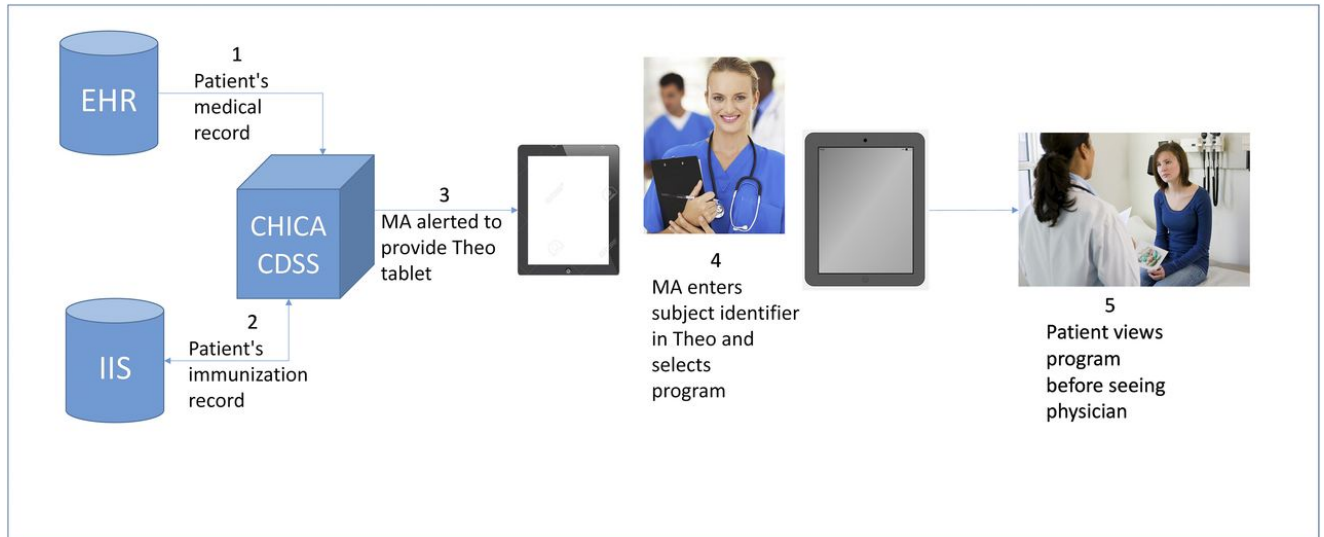 EHR
1
Patient's
medical
record
CHICA
CDSS
IIS
2
Patient's
immunization
record
3
MA alerted to
provide Theo
tablet
4
MA enters
subject identifier
in Theo and
selects
program
5
Patient views
program
before seeing
physician